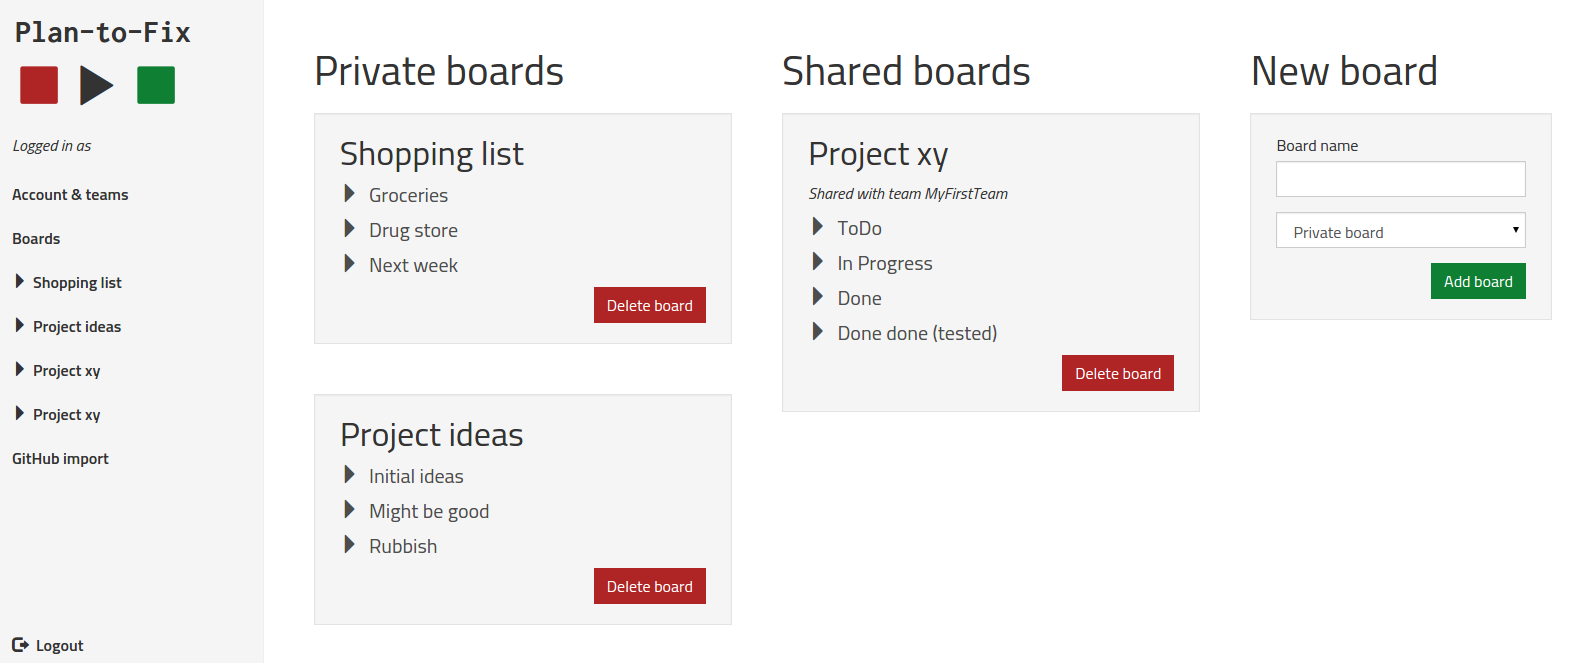 Plan-to-Fix
Logged in as
Account & teams
Boards
Shopping list
Project ideas
Project xy
Project xy
GitHub import
Logout
Private boards
Shopping list
Groceries
Drug store
Next week
Delete board
Project ideas
Initial ideas
Might be good
Rubbish
Delete board
Shared boards
Project xy
Shared with team MyFirstTeam
ToDo
In Progress
Done
Done done (tested)
Delete board
New board
Board name
Private board
Add board